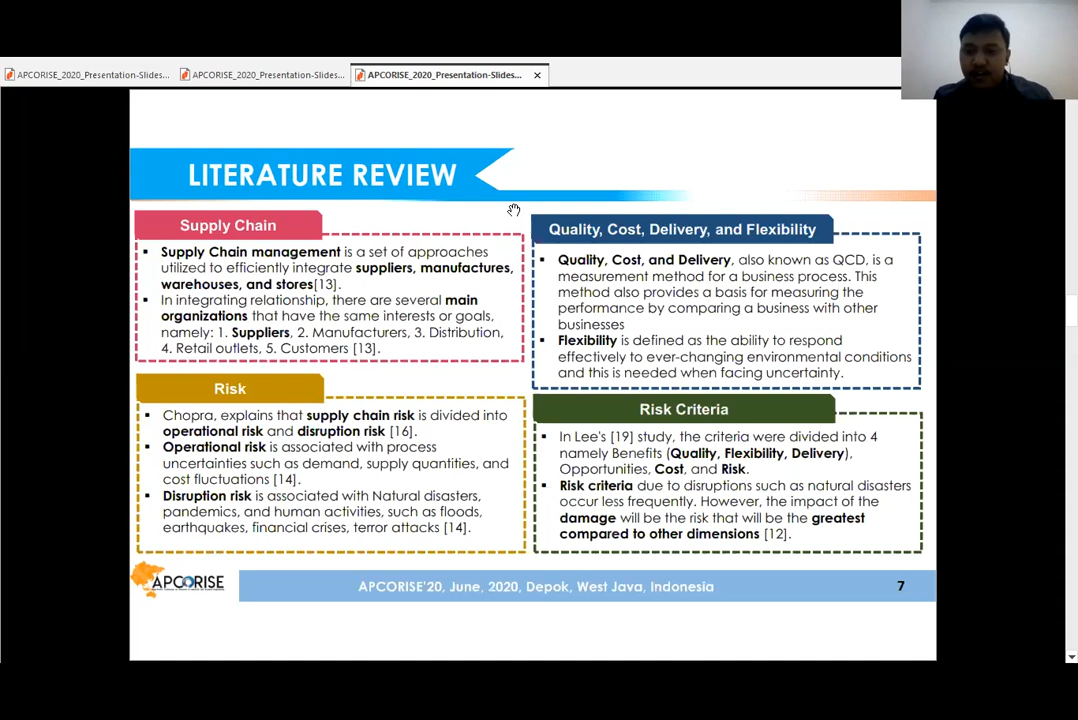 APCORISE_2020_Presentation-Slides...
APCORISE_2020_Presentation-Slides...
APCORISE_2020_Presentation-Slides...
LITERATURE REVIEW
Supply Chain
▪ Supply Chain management is a set of approaches
utilized to efficiently integrate suppliers, manufactures,
warehouses, and stores[13].
▪ In integrating relationship, there are several main
organizations that have the same interests or goals,
namely: 1. Suppliers, 2. Manufacturers, 3. Distribution,
4. Retail outlets, 5. Customers [13].
Risk
▪ Chopra, explains that supply chain risk is divided into
operational risk and disruption risk [16].
▪ Operational risk is associated with process
uncertainties such as demand, supply quantities, and
cost fluctuations [14].
▪ Disruption risk is associated with Natural disasters,
pandemics, and human activities, such as floods,
earthquakes, financial crises, terror attacks [14].
Quality, Cost, Delivery, and Flexibility
▪ Quality, Cost, and Delivery, also known as QCD, is a
measurement method for a business process. This
method also provides a basis for measuring the
performance by comparing a business with other
businesses
▪ Flexibility is defined as the ability to respond
effectively to ever-changing environmental conditions
and this is needed when facing uncertainty.
Risk Criteria
▪ In Lee's [19] study, the criteria were divided into 4
namely Benefits (Quality, Flexibility, Delivery),
Opportunities, Cost, and Risk.
▪ Risk criteria due to disruptions such as natural disasters
occur less frequently. However, the impact of the
damage will be the risk that will be the greatest
compared to other dimensions [12].
APCORISE
APCORISE'20, June, 2020, Depok, West Java, Indonesia
7